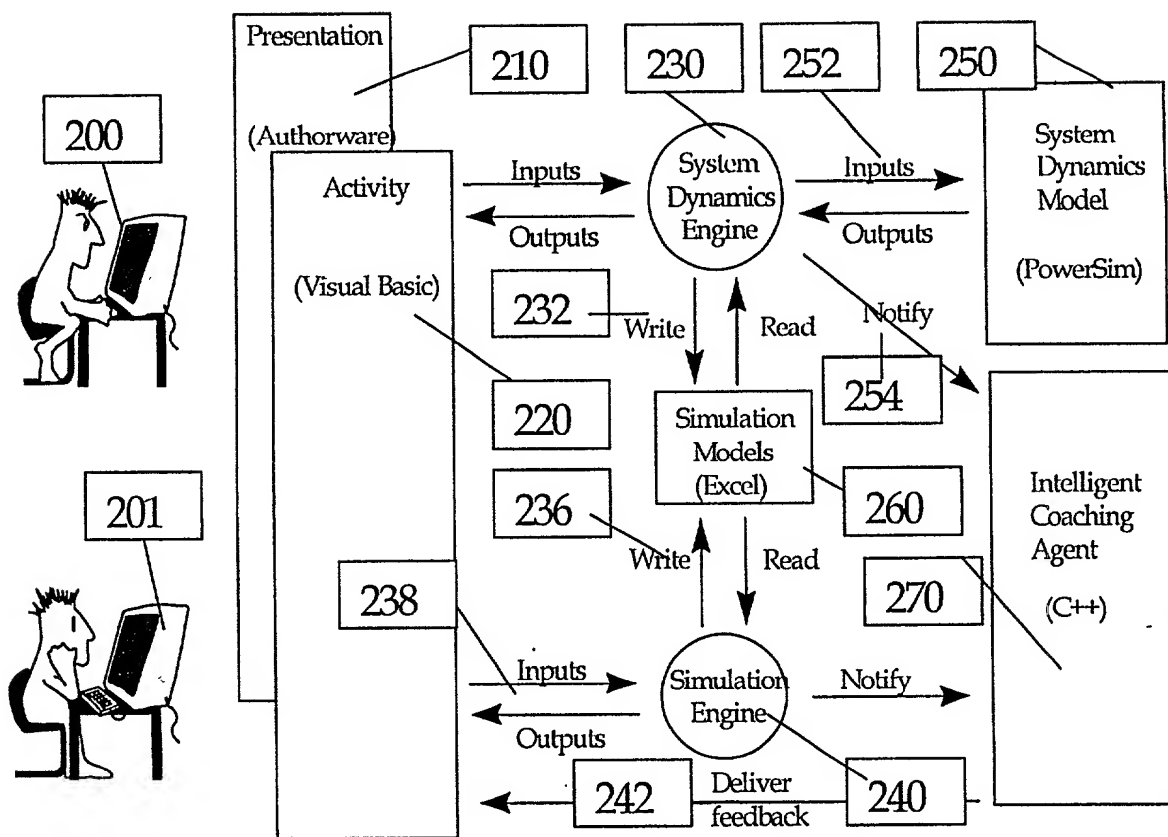 Presentation
210
230
252
250
200
(Authorware)
Activity
(Visual Basic)
Inputs
Outputs
System
Dynamics
Engine
Inputs
Outputs
System
Dynamics
Model
(PowerSim)
232
Write
Read
Notify
254
220
Simulation
Models
(Excel)
260
201
236
Write
Read
Intelligent
Coaching
Agent
(C++)
270
238
Inputs
Outputs
Simulation
Engine
Notify
242
Deliver
feedback
240